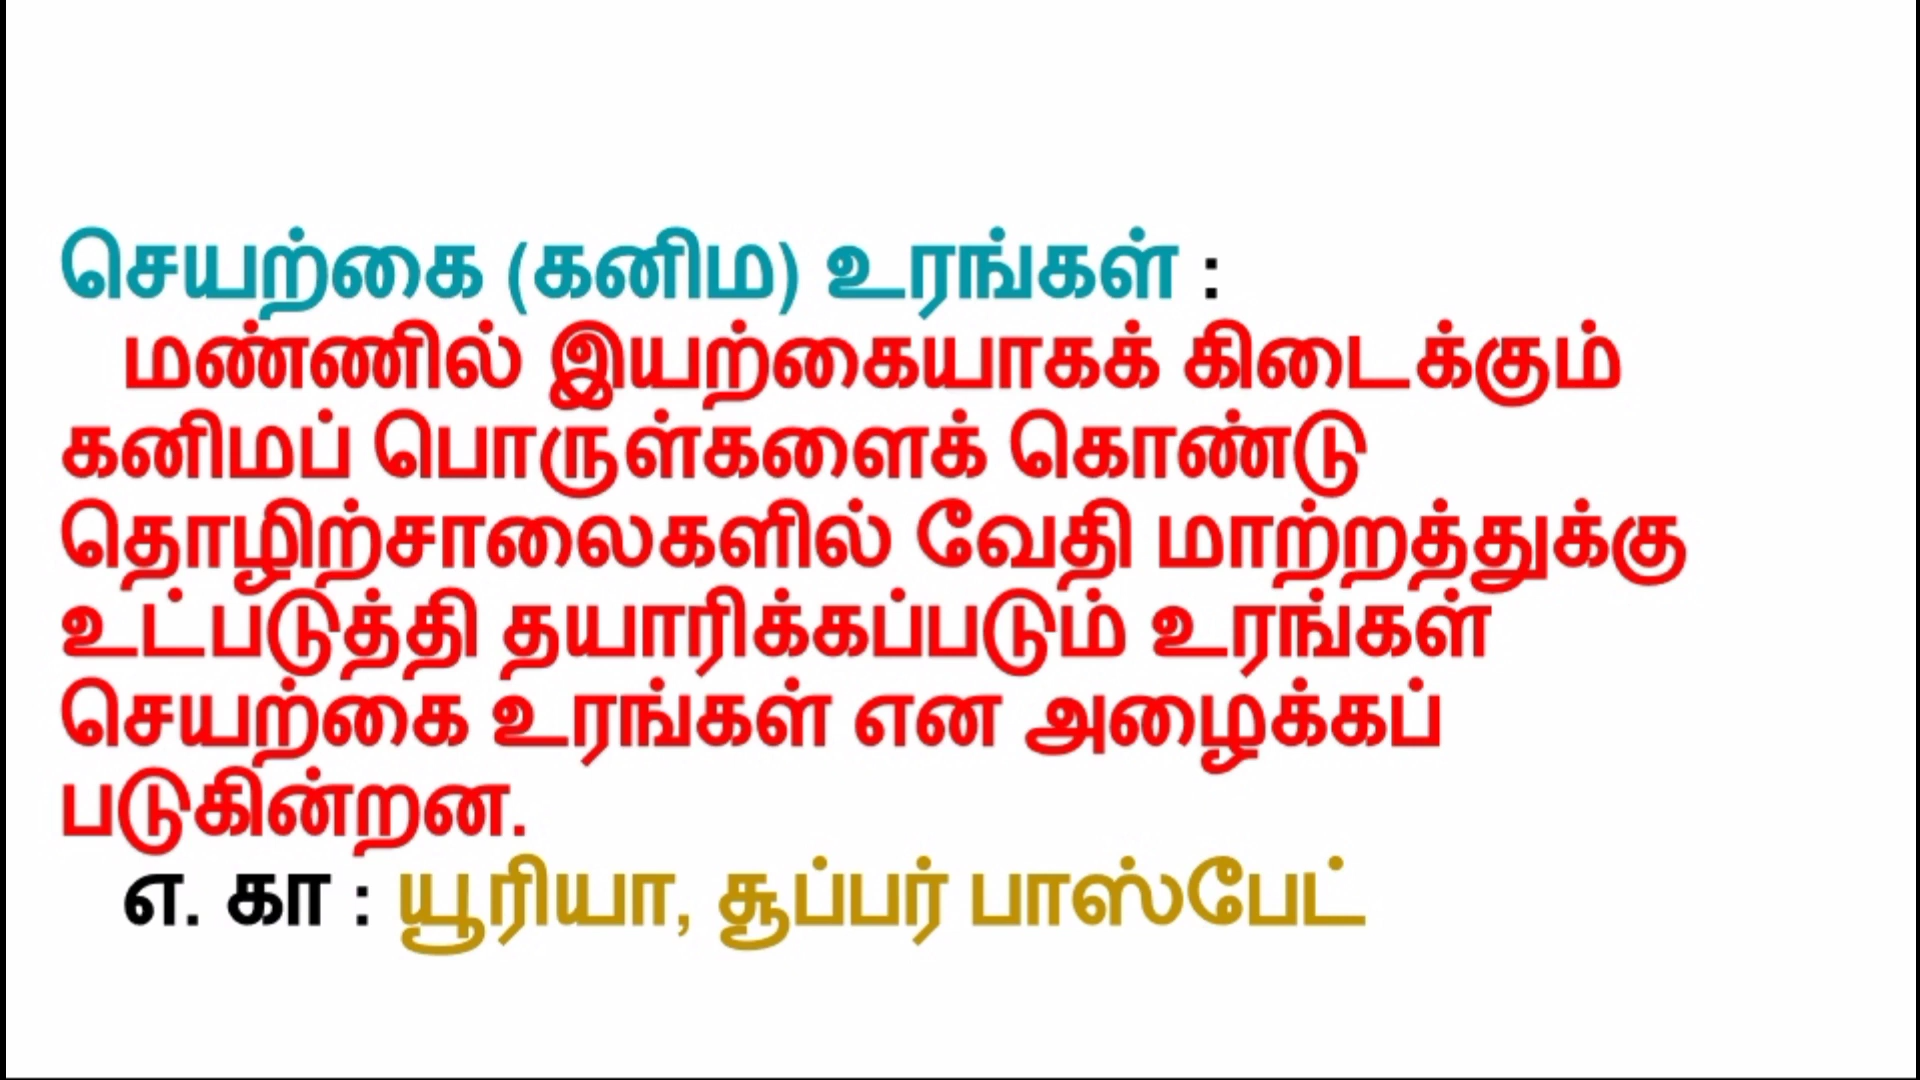 செயற்கை (கனிம) உரங்கள் :
மண்ணில் இயற்கையாகக் கிடைக்கும்
கனிமப் பொருள்களைக் கொண்டு
தொழிற்சாலைகளில் வேதி மாற்றத்துக்கு
உட்படுத்தி தயாரிக்கப்படும் உரங்கள்
செயற்கை உரங்கள் என அழைக்கப்
படுகின்றன.
எ. கா : யூரியா, சூப்பர் பாஸ்பேட்